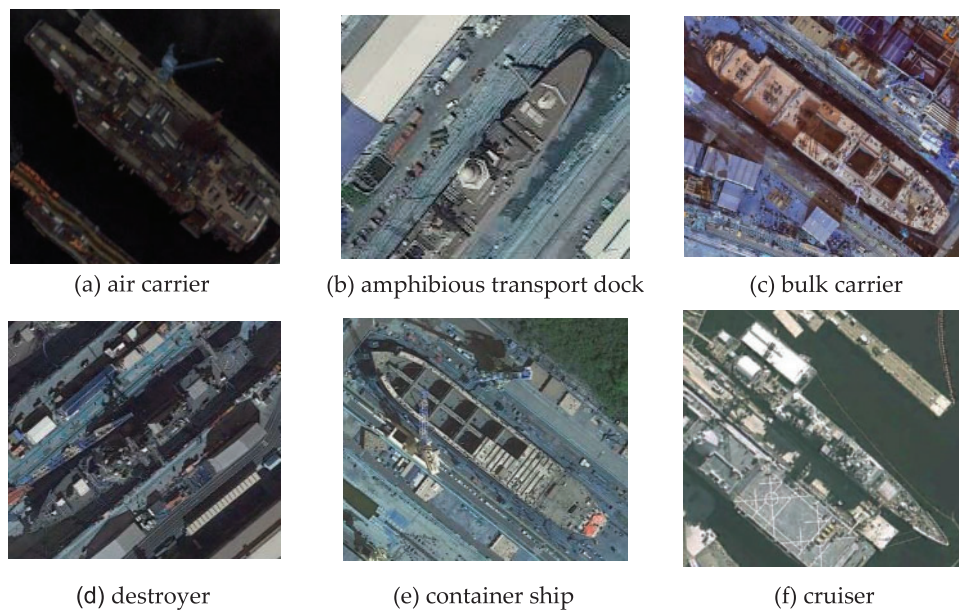 (a) air carrier
(b) amphibious transport dock
(c) bulk carrier
(d) destroyer
(e) container ship
(f) cruiser